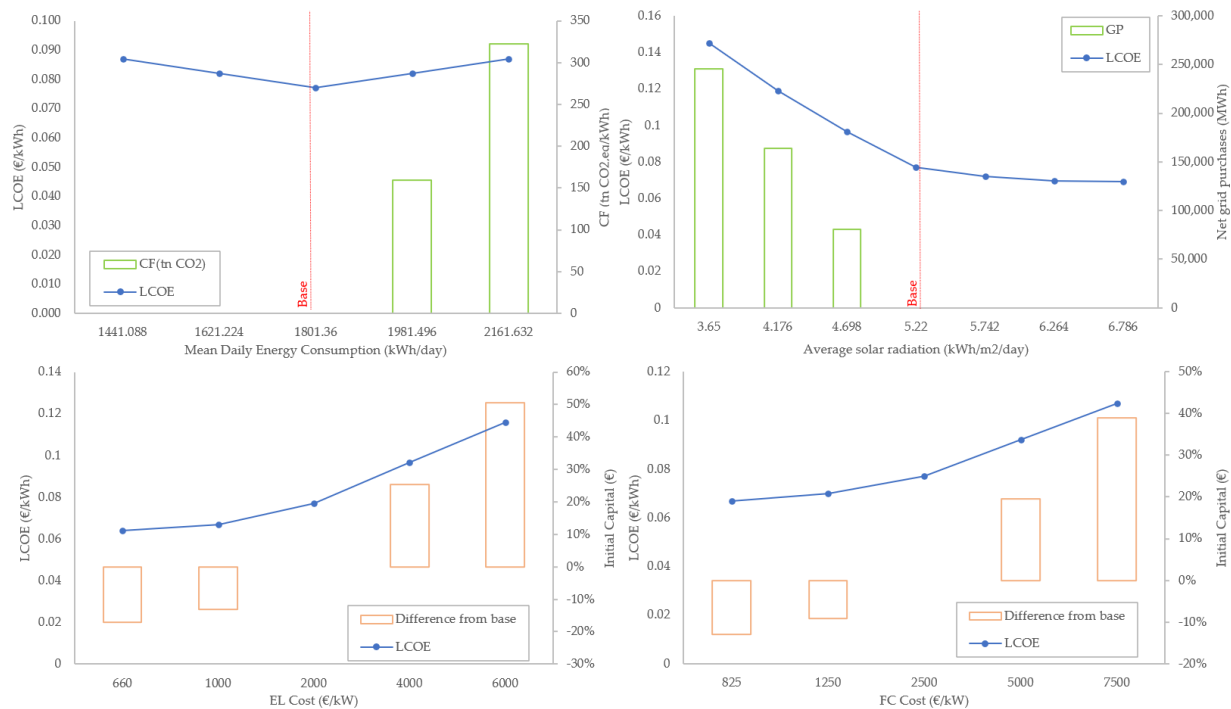 LCOE (€/kWh)
0.100
0.090
0.080
0.070
0.060
0.050
0.040
0.030
0.020
0.010
0.000
350
300
250
200
150
100
50
0
CF (tn CO2.eq/kWh)
Base
CF(tn CO2)
LCOE
1441.088 1621.224 1801.36 1981.496 2161.632
Mean Daily Energy Consumption (kWh/day)
LCOE (€/kWh)
0.16
0.14
0.12
0.1
0.08
0.06
0.04
0.02
0
300,000
250,000
200,000
150,000
100,000
50,000
0
Net grid purchases (MWh)
GP
LCOE
Base
3.65 4.176 4.698 5.22 5.742 6.264 6.786
Average solar radiation (kWh/m2/day)
LCOE (€/kWh)
0.14
0.12
0.1
0.08
0.06
0.04
0.02
0
60%
50%
40%
30%
20%
10%
0%
-10%
-20%
-30%
Initial Capital (€)
Difference from base
LCOE
660 1000 2000 4000 6000
EL Cost (€/kW)
LCOE (€/kWh)
0.12
0.1
0.08
0.06
0.04
0.02
0
50%
40%
30%
20%
10%
0%
-10%
-20%
Initial Capital (€)
Difference from base
LCOE
825 1250 2500 5000 7500
FC Cost (€/kW)